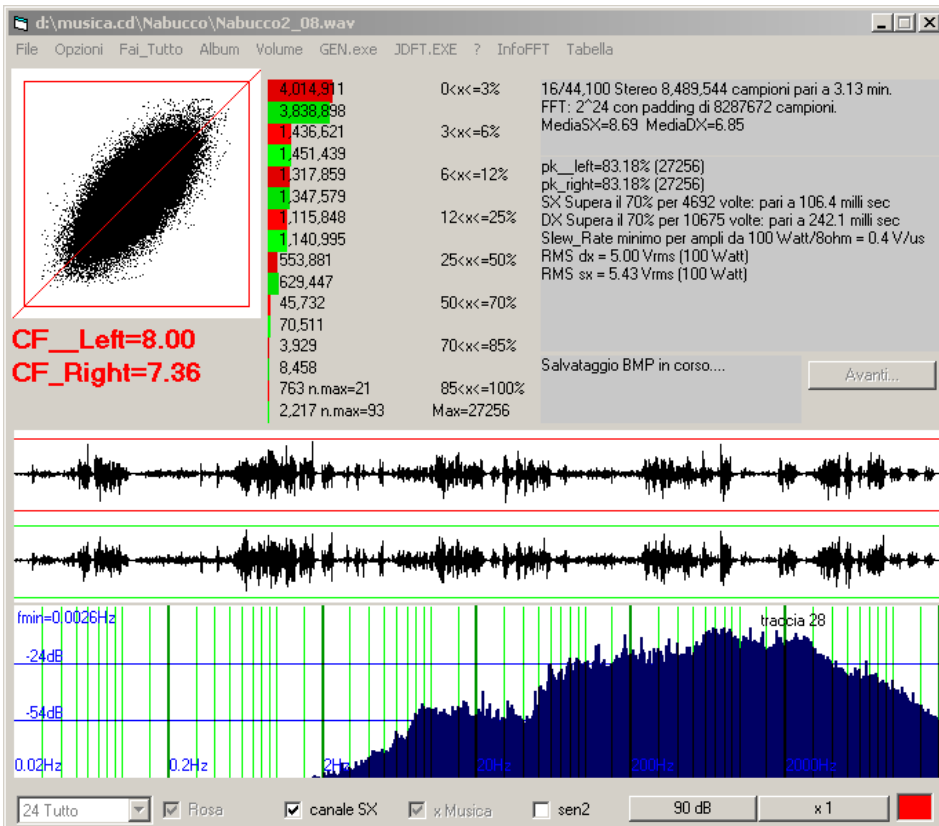 d:\musica.cd\Nabucco\Nabucco2_08.wav
File Opzioni Fai_Tutto Album Volume GEN.exe JDFT.EXE ? InfoFFT Tabella
4,014,911 0<x<=3%
3,838,898
1,436,621 3<x<=6%
1,451,439
1,317,859 6<x<=12%
1,347,579
1,115,848 12<x<=25%
1,140,995
553,881 25<x<=50%
629,447
45,732 50<x<=70%
70,511
3,929 70<x<=85%
8,458
763 n.max=21 85<x<=100%
2,217 n.max=93 Max=27256
CF__Left=8.00
CF_Right=7.36
16/44,100 Stereo 8,489,544 campioni pari a 3.13 min.
FFT: 2^24 con padding di 8287672 campioni.
MediaSX=8.69 MediaDX=6.85
pk__left=83.18% (27256)
pk_right=83.18% (27256)
SX Supera il 70% per 4692 volte: pari a 106.4 milli sec
DX Supera il 70% per 10675 volte: pari a 242.1 milli sec
Slew_Rate minimo per ampli da 100 Watt/8ohm = 0.4 V/us
RMS dx = 5.00 Vrms (100 Watt)
RMS sx = 5.43 Vrms (100 Watt)
Salvataggio BMP in corso....
Avanti...
fmin=0.0026Hz
traccia 28
-24dB
-54dB
0.02Hz 0.2Hz 2Hz 20Hz 200Hz 2000Hz
24 Tutto Rosa canale SX x Musica sen2 90 dB x 1